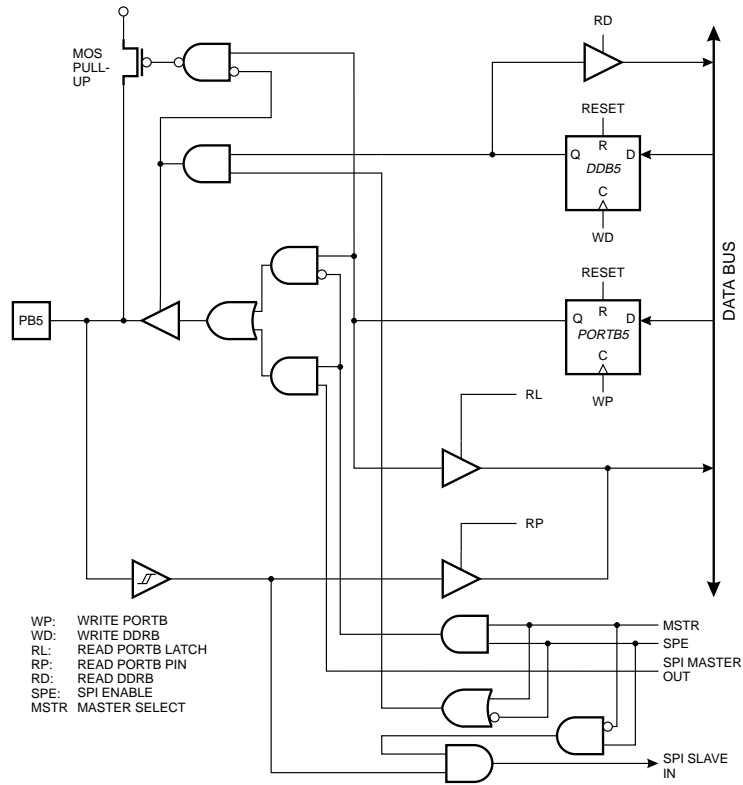 RD
MOS
PULL-
UP
RESET
R
Q
D
DDB5
C
WD
DATA BUS
RESET
R
Q
D
PORTB5
C
WP
PB5
RL
RP
WP: WRITE PORTB
WD: WRITE DDRB
RL: READ PORTB LATCH
RP: READ PORTB PIN
RD: READ DDRB
SPE: SPI ENABLE
MSTR MASTER SELECT
MSTR
SPE
SPI MASTER
OUT
SPI SLAVE
IN